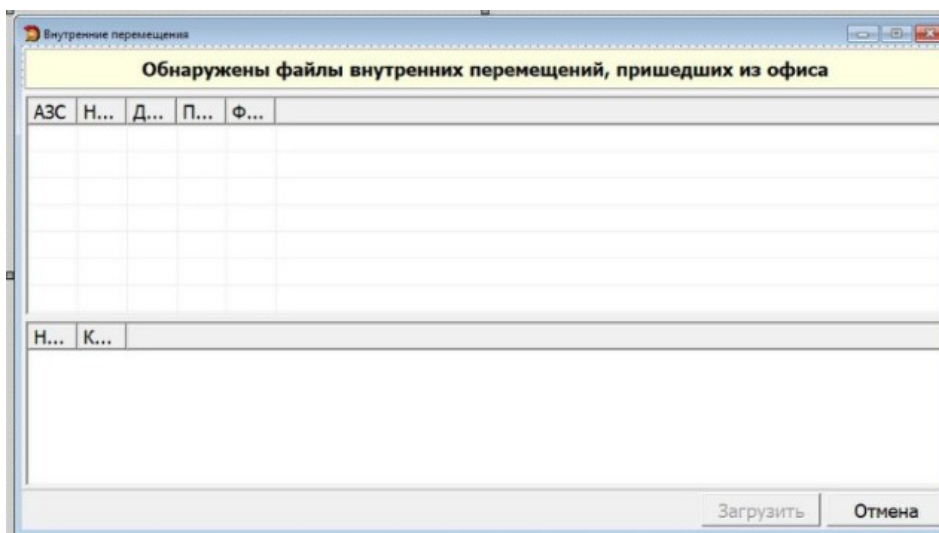 Внутренние перемещения
Обнаружены файлы внутренних перемещений, пришедших из офиса
АЗС Н... Д... П... Ф...
Н... К...
Загрузить Отмена